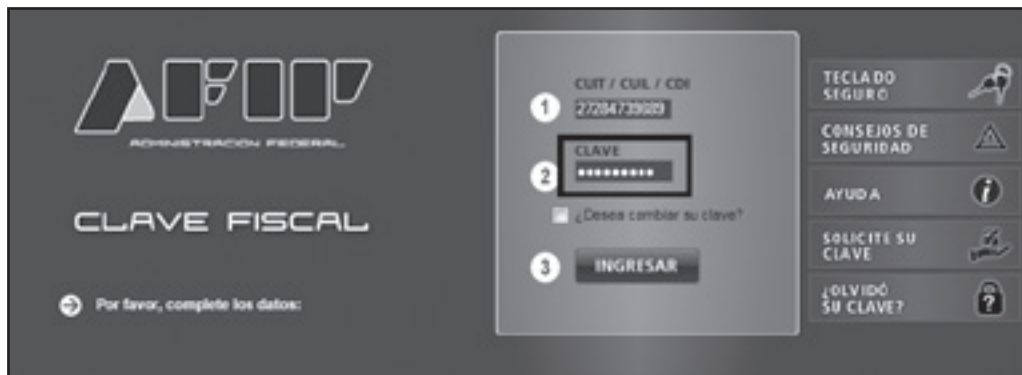 AFIP
ADMINISTRACION FEDERAL
CLAVE FISCAL
Por favor, complete los datos:
1
CUIT / CUIL / CDI
27284739689
2
CLAVE
•••••••••
¿Desea cambiar su clave?
3
INGRESAR
TECLADO
SEGURO
CONSEJOS DE
SEGURIDAD
AYUDA
SOLICITE SU
CLAVE
¿OLVIDÓ
SU CLAVE?